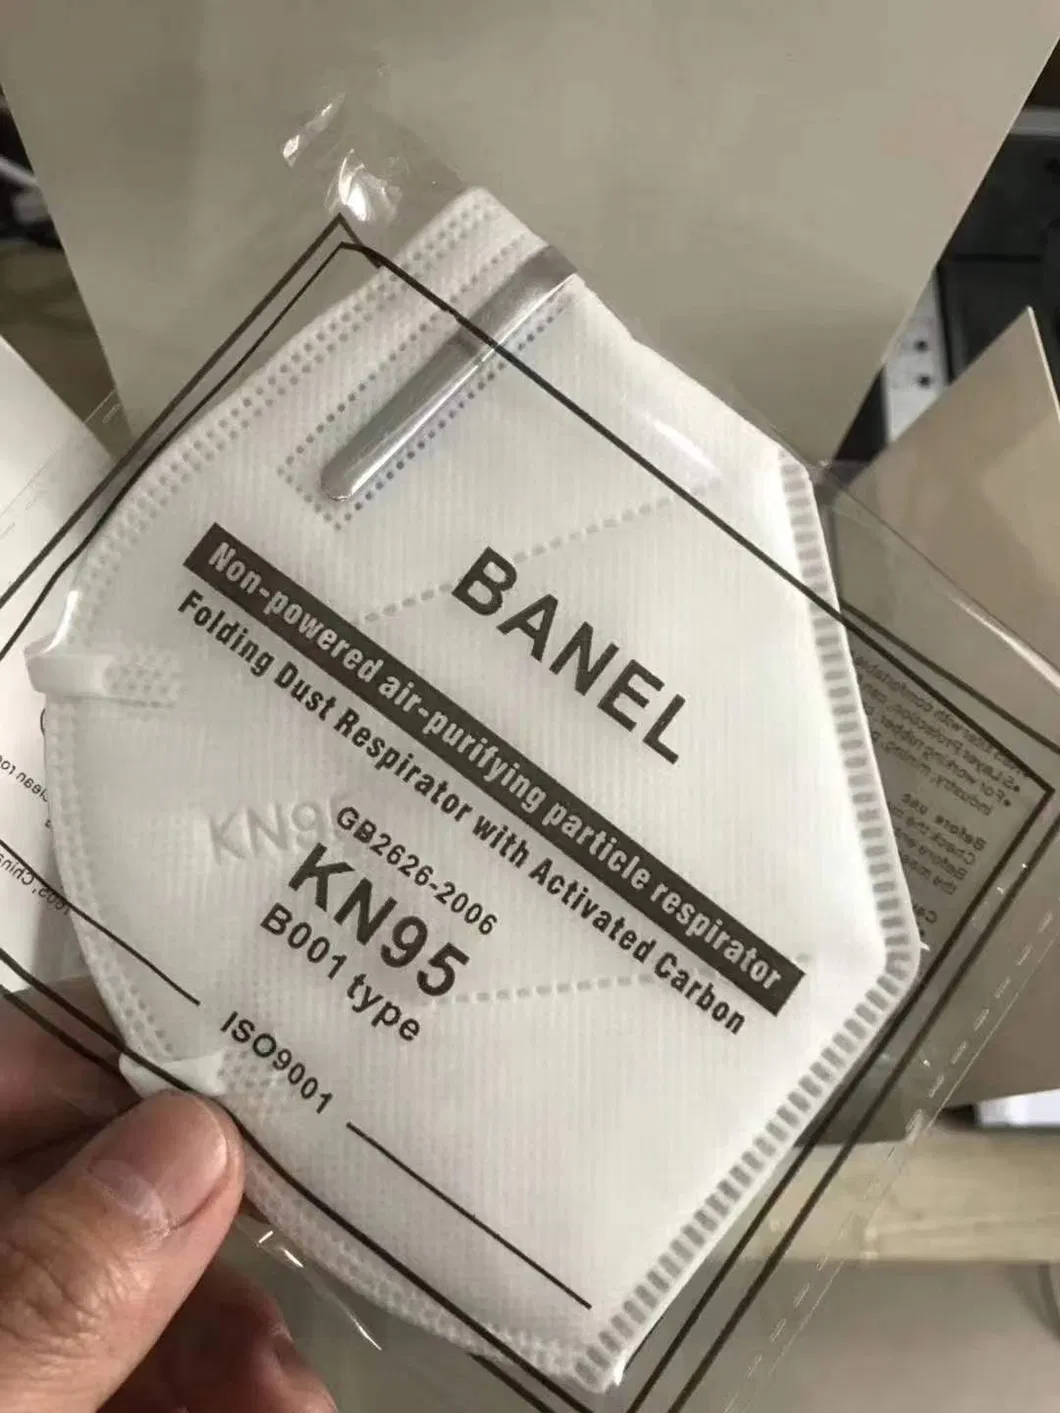 BANEL
Non-powered air-purifying particle respirator
Folding Dust Respirator with Activated Carbon
KN95
GB2626-2006
KN95
B001 type
ISO9001